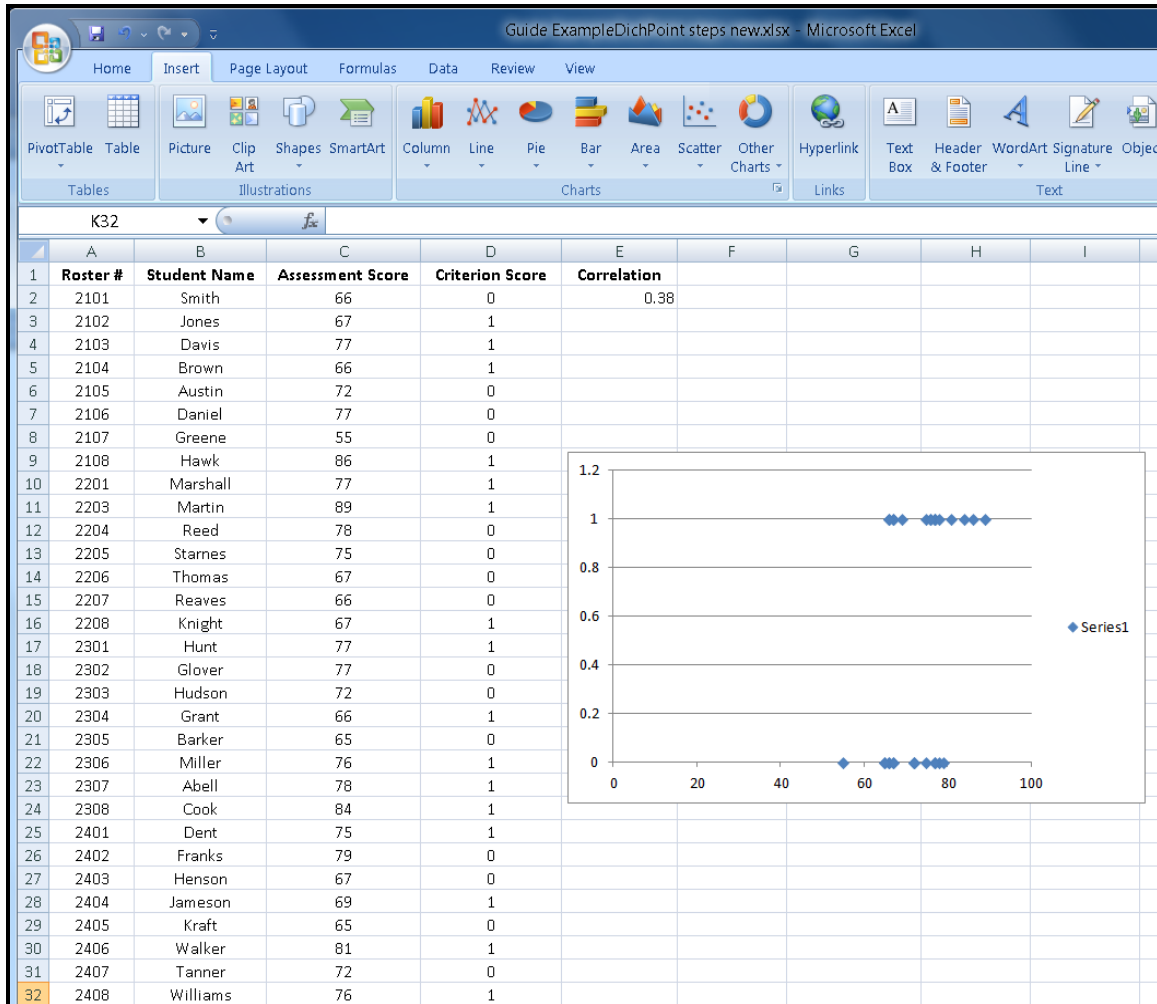 Guide ExampleDichPoint steps new.xlsx - Microsoft Excel
Home Insert Page Layout Formulas Data Review View
PivotTable Table Picture Clip Art Shapes SmartArt Column Line Pie Bar Area Scatter Other Charts Hyperlink Text Box Header & Footer WordArt Signature Line Objec
Tables Illustrations Charts Links Text
K32 fx
A B C D E F G H I
1 Roster # Student Name Assessment Score Criterion Score Correlation
2 2101 Smith 66 0 0.38
3 2102 Jones 67 1
4 2103 Davis 77 1
5 2104 Brown 66 1
6 2105 Austin 72 0
7 2106 Daniel 77 0
8 2107 Greene 55 0
9 2108 Hawk 86 1
10 2201 Marshall 77 1
11 2203 Martin 89 1
12 2204 Reed 78 0
13 2205 Starnes 75 0
14 2206 Thomas 67 0
15 2207 Reaves 66 0
16 2208 Knight 67 1
17 2301 Hunt 77 1
18 2302 Glover 77 0
19 2303 Hudson 72 0
20 2304 Grant 66 1
21 2305 Barker 65 0
22 2306 Miller 76 1
23 2307 Abell 78 1
24 2308 Cook 84 1
25 2401 Dent 75 1
26 2402 Franks 79 0
27 2403 Henson 67 0
28 2404 Jameson 69 1
29 2405 Kraft 65 0
30 2406 Walker 81 1
31 2407 Tanner 72 0
32 2408 Williams 76 1
1.2
1
0.8
0.6
0.4
0.2
0
0 20 40 60 80 100
Series1